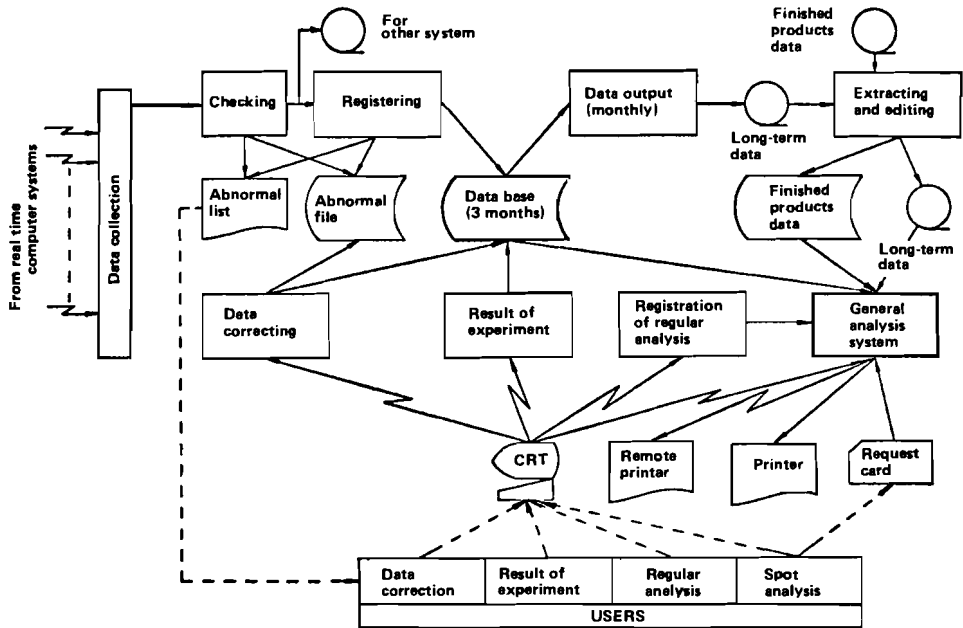 For
other system
Finished
products
data
Checking
Registering
Data output
(monthly)
Extracting
and editing
Long-term
data
From real time
computer systems
Data collection
Abnormal
list
Abnormal
file
Data base
(3 months)
Finished
products
data
Long-term
data
Data
correcting
Result of
experiment
Registration
of regular
analysis
General
analysis
system
CRT
Remote
printer
Printer
Request
card
Data
correction
Result of
experiment
Regular
analysis
Spot
analysis
USERS